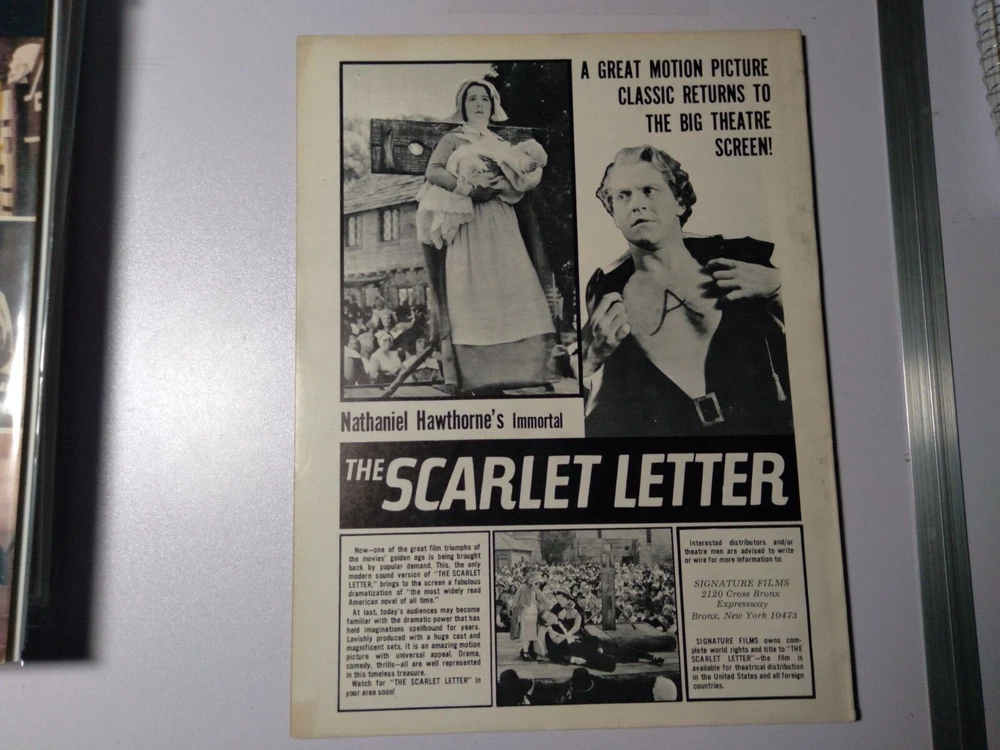 A GREAT MOTION PICTURE
CLASSIC RETURNS TO
THE BIG THEATRE
SCREEN!
A
Nathaniel Hawthorne's Immortal
THE SCARLET LETTER
Now—one of the great film triumphs of
the movies' golden age is being brought
back by popular demand. This, the only
modern sound version of "THE SCARLET
LETTER," brings to the screen a fabulous
dramatization of "the most widely read
American novel of all time."
At last, today's audiences may become
familiar with the dramatic power that has
held imaginations spellbound for years.
Lavishly produced with a huge cast and
magnificent sets, it is an amazing motion
picture with universal appeal. Drama,
comedy, thrills—all are well represented
in this timeless treasure.
Watch for "THE SCARLET LETTER" in
your area soon!
Interested distributors and/or
theatre men are advised to write
or wire for more information to:
SIGNATURE FILMS
2120 Cross Bronx
Expressway
Bronx, New York 10473
SIGNATURE FILMS owns com-
plete world rights and title to "THE
SCARLET LETTER"—the film is
available for theatrical distribution
in the United States and all foreign
countries.